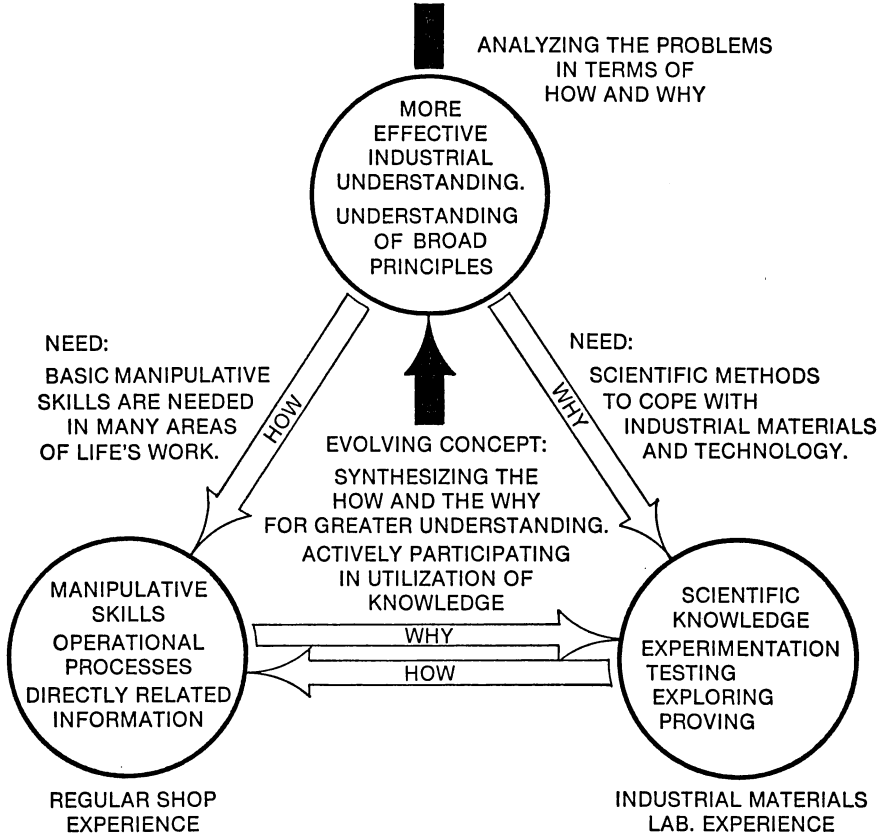 ANALYZING THE PROBLEMS
IN TERMS OF
HOW AND WHY
MORE
EFFECTIVE
INDUSTRIAL
UNDERSTANDING.
UNDERSTANDING
OF BROAD
PRINCIPLES
NEED:
BASIC MANIPULATIVE
SKILLS ARE NEEDED
IN MANY AREAS
OF LIFE'S WORK.
HOW
WHY
NEED:
SCIENTIFIC METHODS
TO COPE WITH
INDUSTRIAL MATERIALS
AND TECHNOLOGY.
EVOLVING CONCEPT:
SYNTHESIZING THE
HOW AND THE WHY
FOR GREATER UNDERSTANDING.
ACTIVELY PARTICIPATING
IN UTILIZATION OF
KNOWLEDGE
MANIPULATIVE
SKILLS
OPERATIONAL
PROCESSES
DIRECTLY RELATED
INFORMATION
WHY
HOW
SCIENTIFIC
KNOWLEDGE
EXPERIMENTATION
TESTING
EXPLORING
PROVING
REGULAR SHOP
EXPERIENCE
INDUSTRIAL MATERIALS
LAB. EXPERIENCE